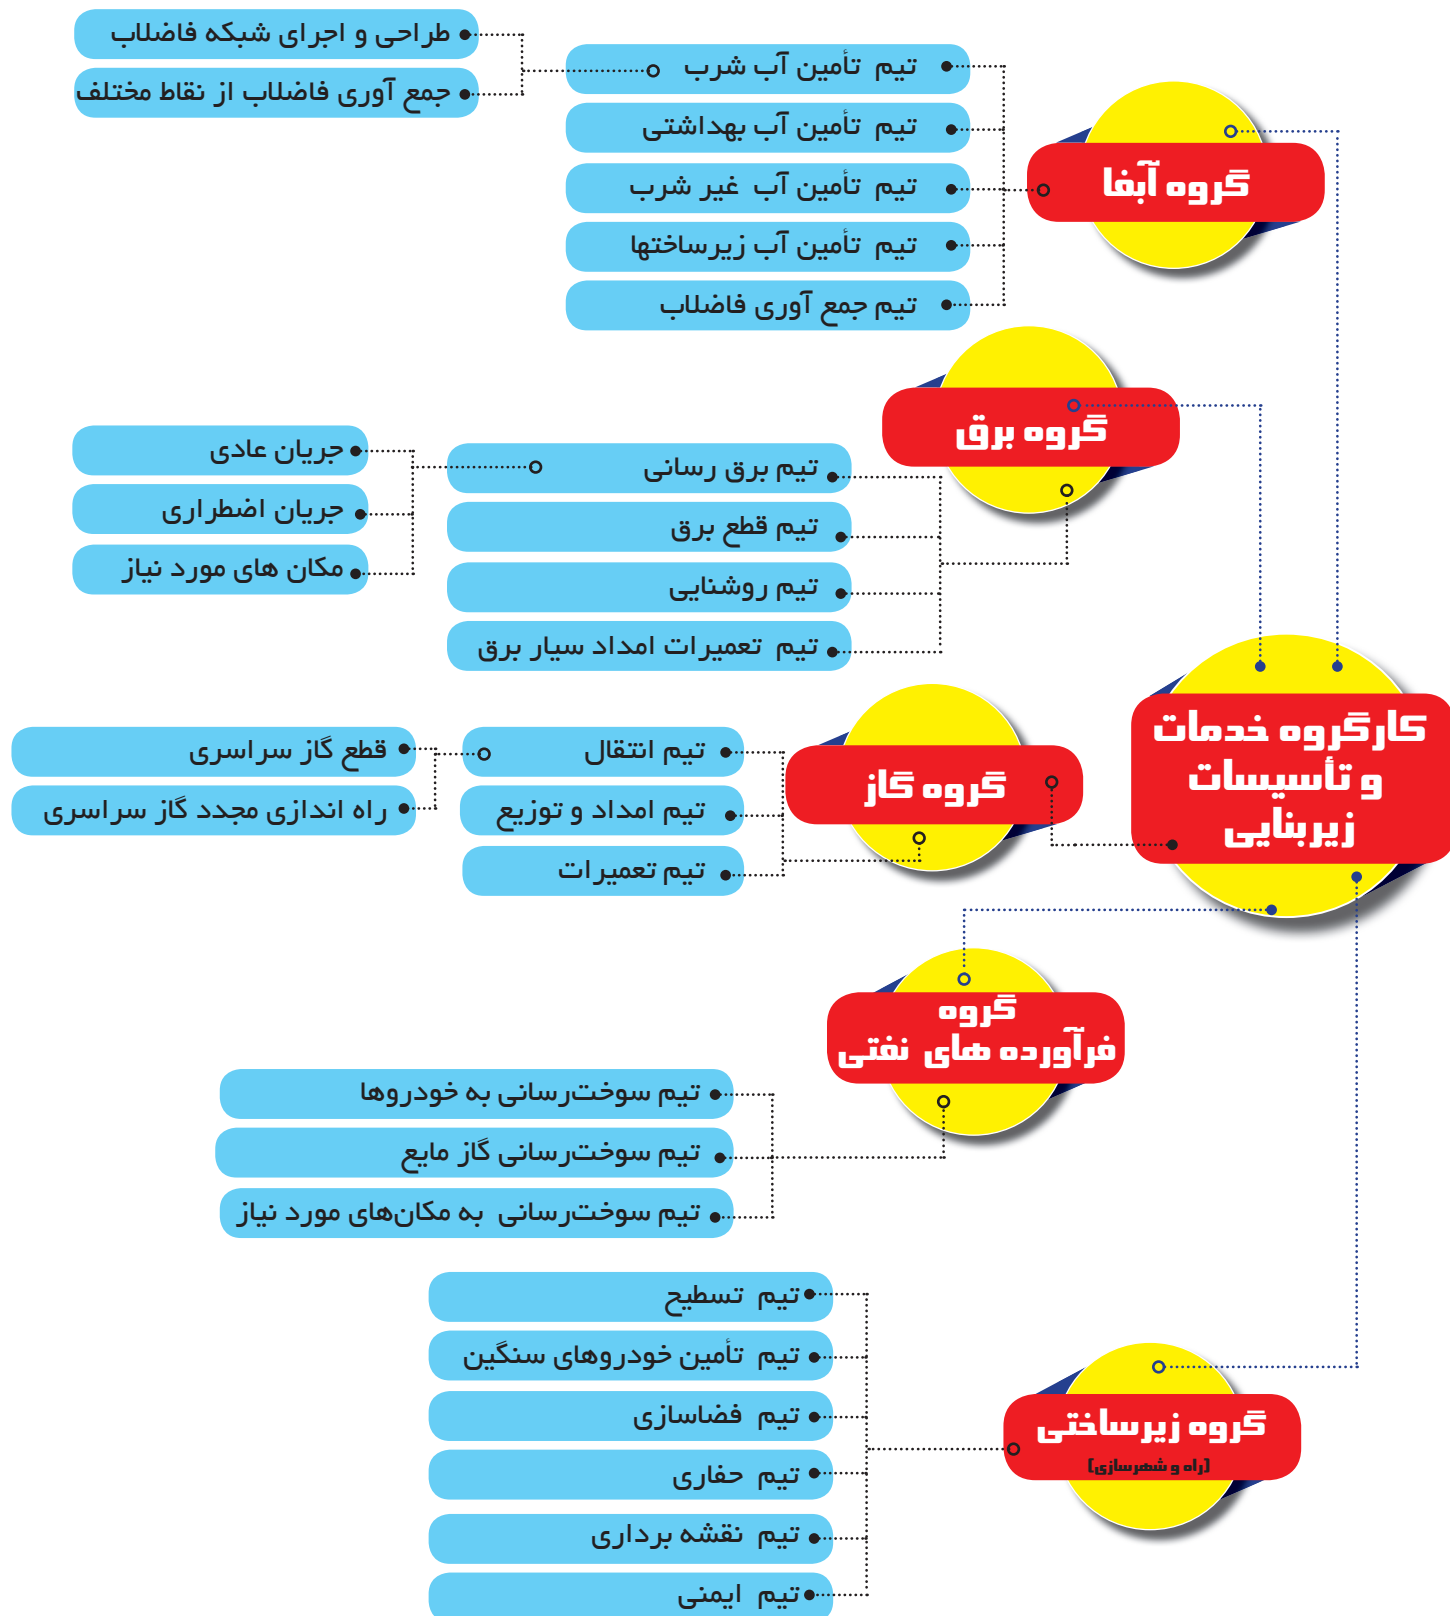 کارگروه خدمات
و تأسیسات
زیربنایی
گروه آبفا
تیم تأمین آب شرب
طراحی و اجرای شبکه فاضلاب
جمع آوری فاضلاب از نقاط مختلف
تیم تأمین آب بهداشتی
تیم تأمین آب غیر شرب
تیم تأمین آب زیرساختها
تیم جمع آوری فاضلاب
گروه برق
تیم برق رسانی
جریان عادی
جریان اضطراری
مکان های مورد نیاز
تیم قطع برق
تیم روشنایی
تیم تعمیرات امداد سیار برق
گروه گاز
تیم انتقال
قطع گاز سراسری
راه اندازی مجدد گاز سراسری
تیم امداد و توزیع
تیم تعمیرات
گروه
فرآورده های نفتی
تیم سوخت‌رسانی به خودروها
تیم سوخت‌رسانی گاز مایع
تیم سوخت‌رسانی به مکان‌های مورد نیاز
گروه زیرساختی
(راه و شهرسازی)
تیم تسطیح
تیم تأمین خودروهای سنگین
تیم فضاسازی
تیم حفاری
تیم نقشه برداری
تیم ایمنی